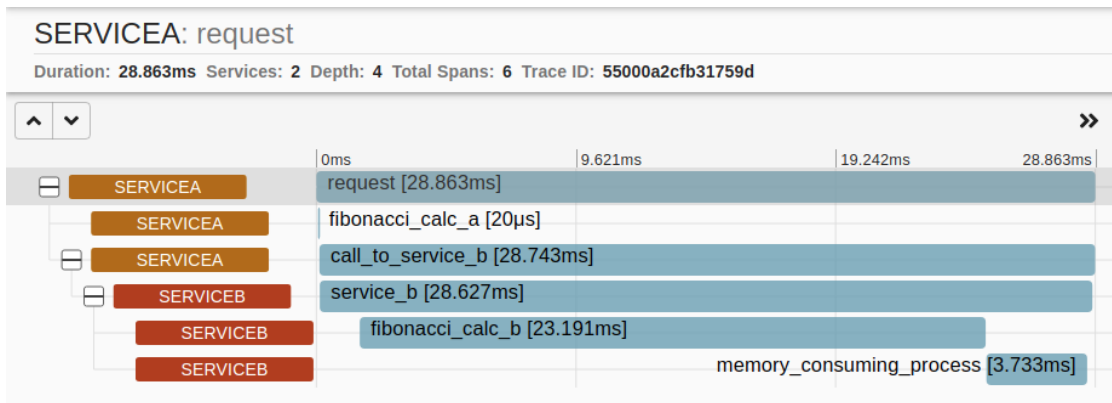 SERVICEA: request
Duration: 28.863ms Services: 2 Depth: 4 Total Spans: 6 Trace ID: 55000a2cfb31759d
0ms 9.621ms 19.242ms 28.863ms
SERVICEA request [28.863ms]
SERVICEA fibonacci_calc_a [20μs]
SERVICEA call_to_service_b [28.743ms]
SERVICEB service_b [28.627ms]
SERVICEB fibonacci_calc_b [23.191ms]
SERVICEB memory_consuming_process [3.733ms]